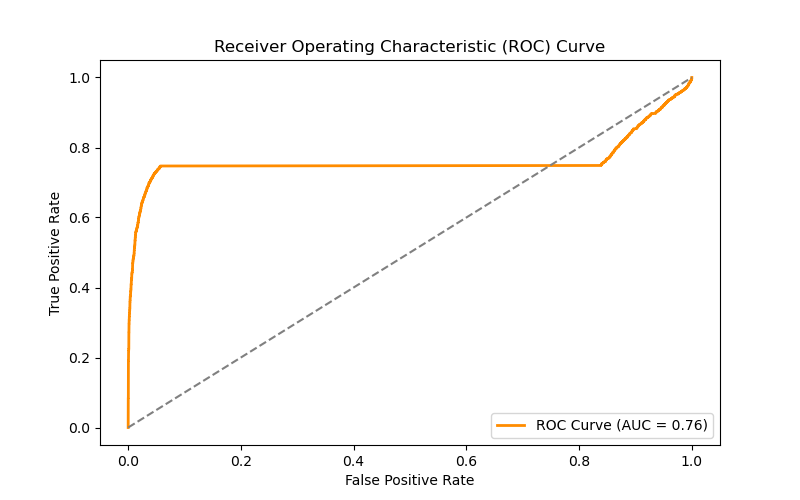 Receiver Operating Characteristic (ROC) Curve
1.0
0.8
0.6
0.4
0.2
0.0
True Positive Rate
0.0 0.2 0.4 0.6 0.8 1.0
False Positive Rate
ROC Curve (AUC = 0.76)